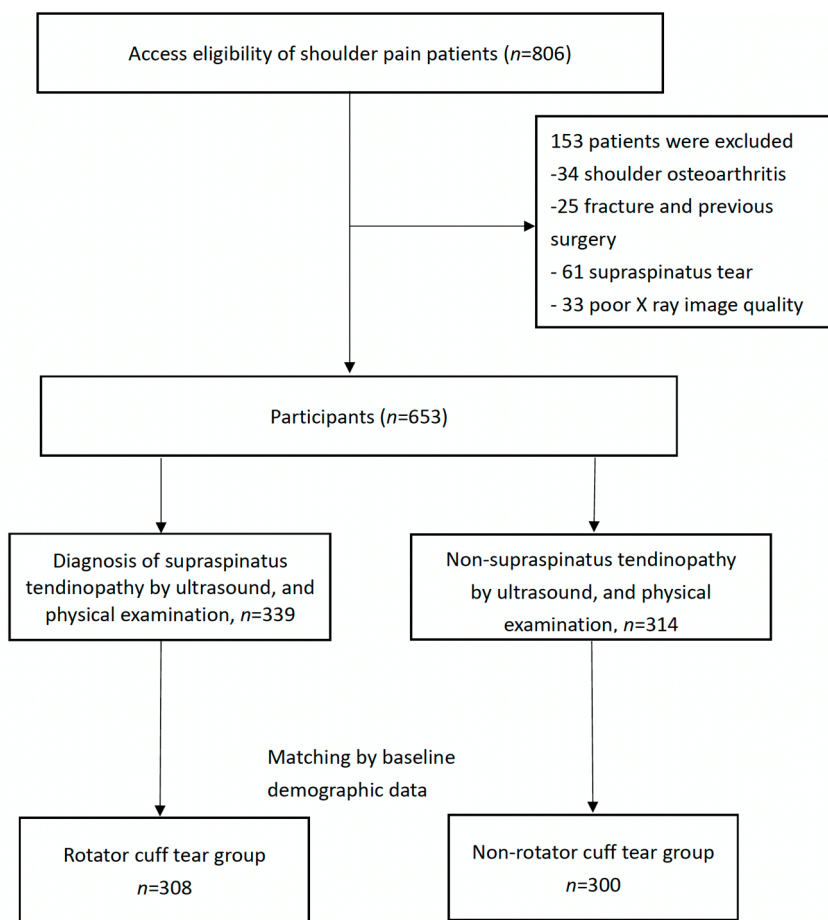 Access eligibility of shoulder pain patients (n=806)
153 patients were excluded
-34 shoulder osteoarthritis
-25 fracture and previous
surgery
- 61 supraspinatus tear
- 33 poor X ray image quality
Participants (n=653)
Diagnosis of supraspinatus
tendinopathy by ultrasound, and
physical examination, n=339
Non-supraspinatus tendinopathy
by ultrasound, and physical
examination, n=314
Matching by baseline
demographic data
Rotator cuff tear group
n=308
Non-rotator cuff tear group
n=300